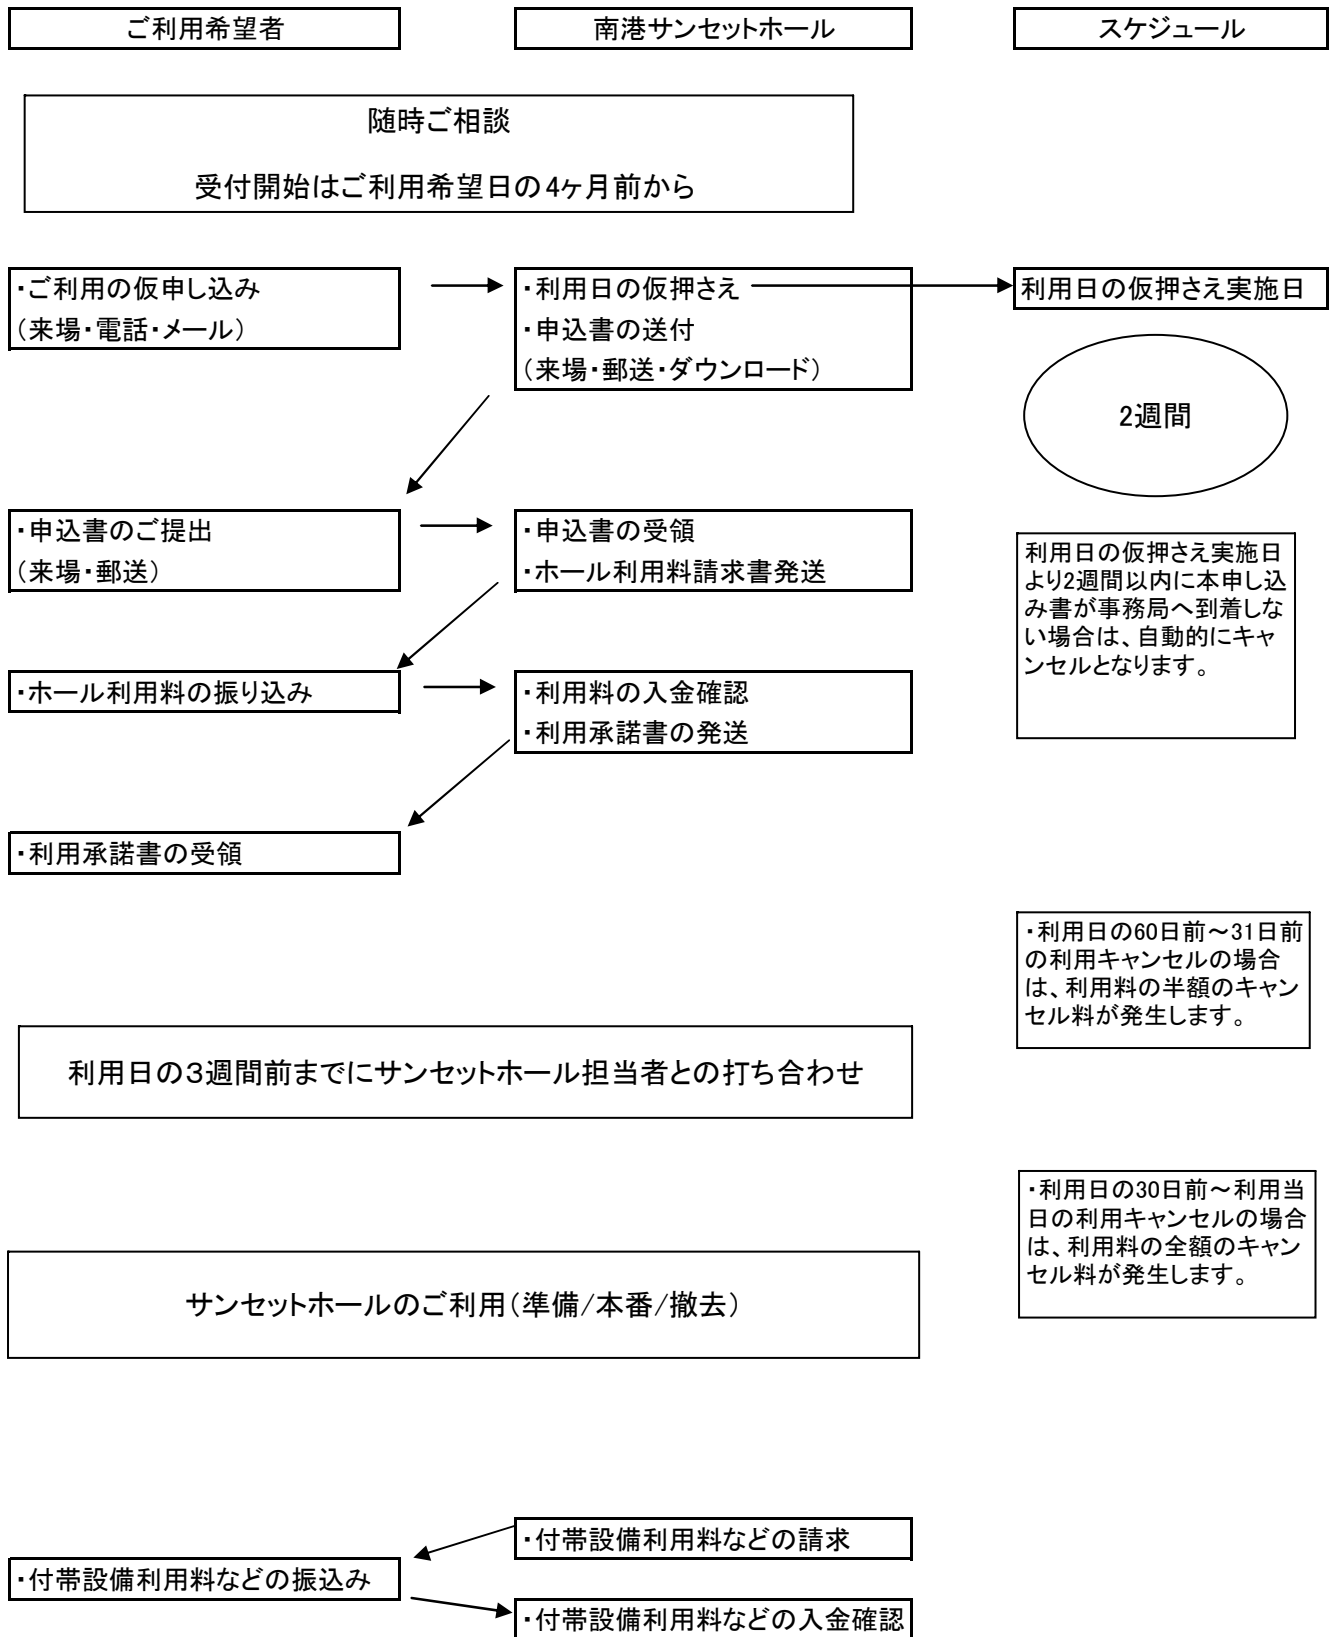 ご利用希望者
南港サンセットホール
スケジュール
随時ご相談
受付開始はご利用希望日の4ヶ月前から
・ご利用の仮申し込み
（来場・電話・メール）
・利用日の仮押さえ
・申込書の送付
（来場・郵送・ダウンロード）
利用日の仮押さえ実施日
2週間
・申込書のご提出
（来場・郵送）
・申込書の受領
・ホール利用料請求書発送
利用日の仮押さえ実施日
より2週間以内に本申し込
み書が事務局へ到着しな
い場合は、自動的にキャ
ンセルとなります。
・ホール利用料の振り込み
・利用料の入金確認
・利用承諾書の発送
・利用承諾書の受領
・利用日の60日前～31日前
の利用キャンセルの場合
は、利用料の半額のキャン
セル料が発生します。
利用日の３週間前までにサンセットホール担当者との打ち合わせ
・利用日の30日前～利用当
日の利用キャンセルの場合
は、利用料の全額のキャン
セル料が発生します。
サンセットホールのご利用（準備/本番/撤去）
・付帯設備利用料などの請求
・付帯設備利用料などの振込み
・付帯設備利用料などの入金確認